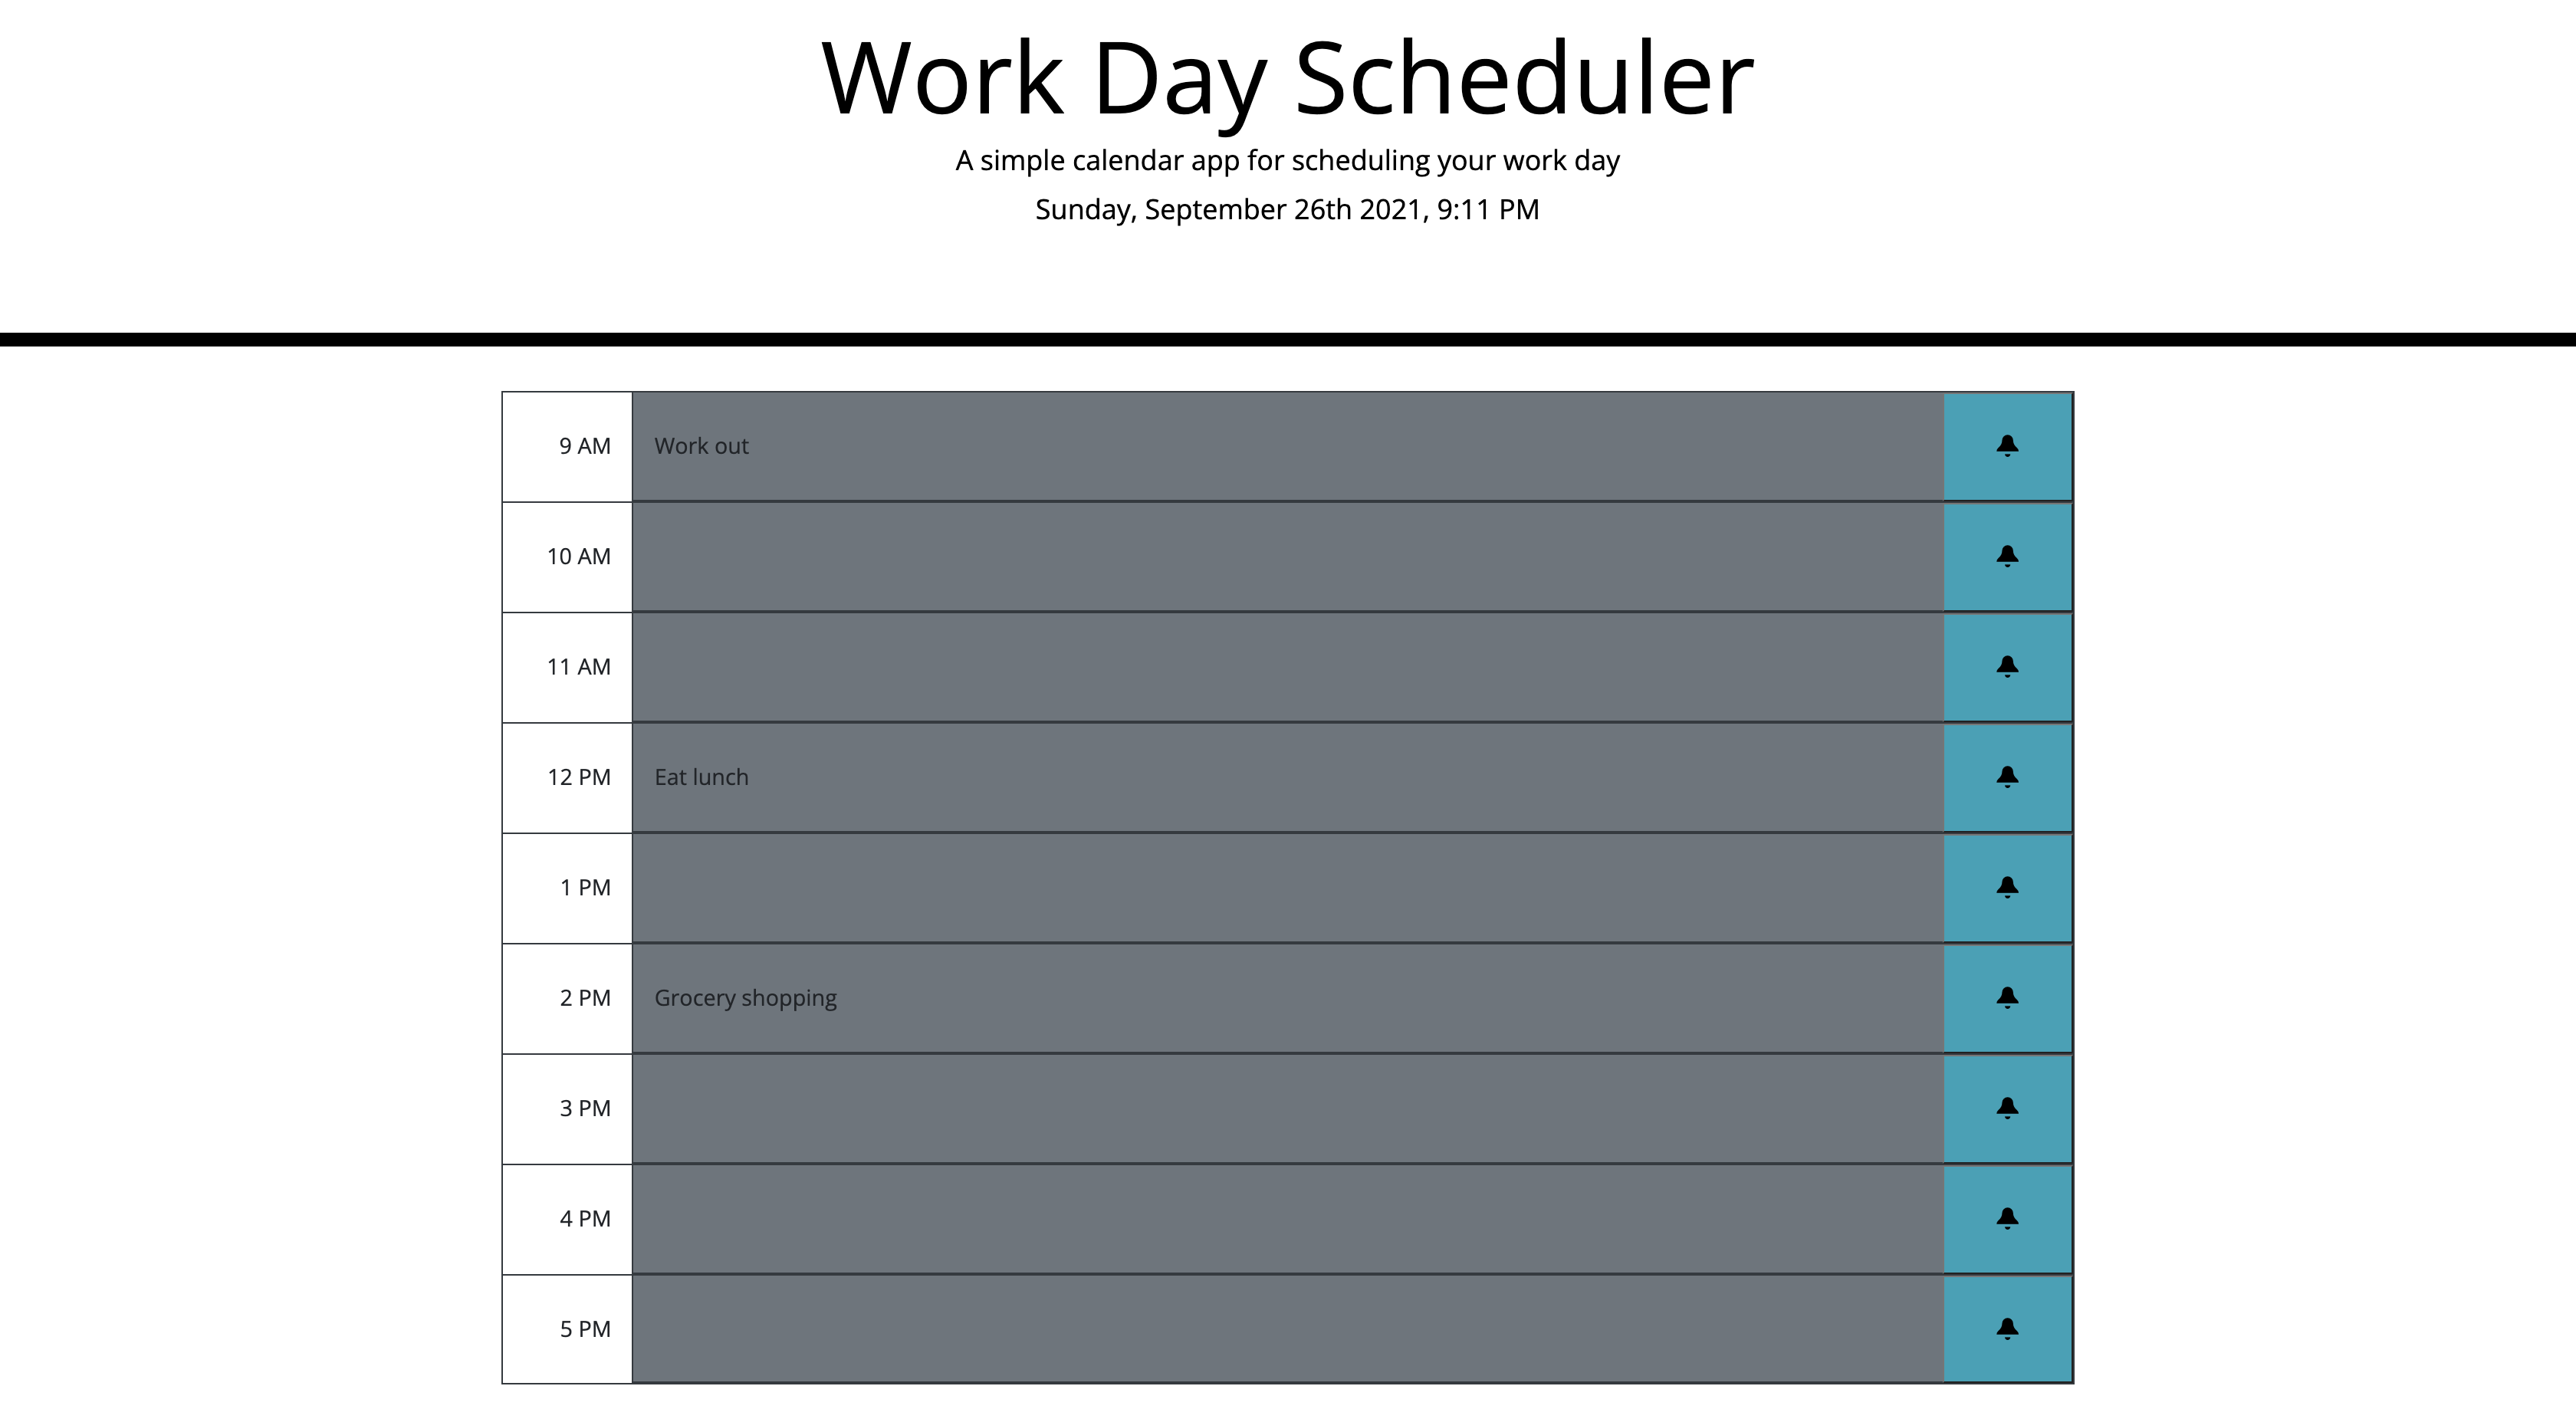 Work Day Scheduler
A simple calendar app for scheduling your work day
Sunday, September 26th 2021, 9:11 PM
9 AM Work out
10 AM
11 AM
12 PM Eat lunch
1 PM
2 PM Grocery shopping
3 PM
4 PM
5 PM